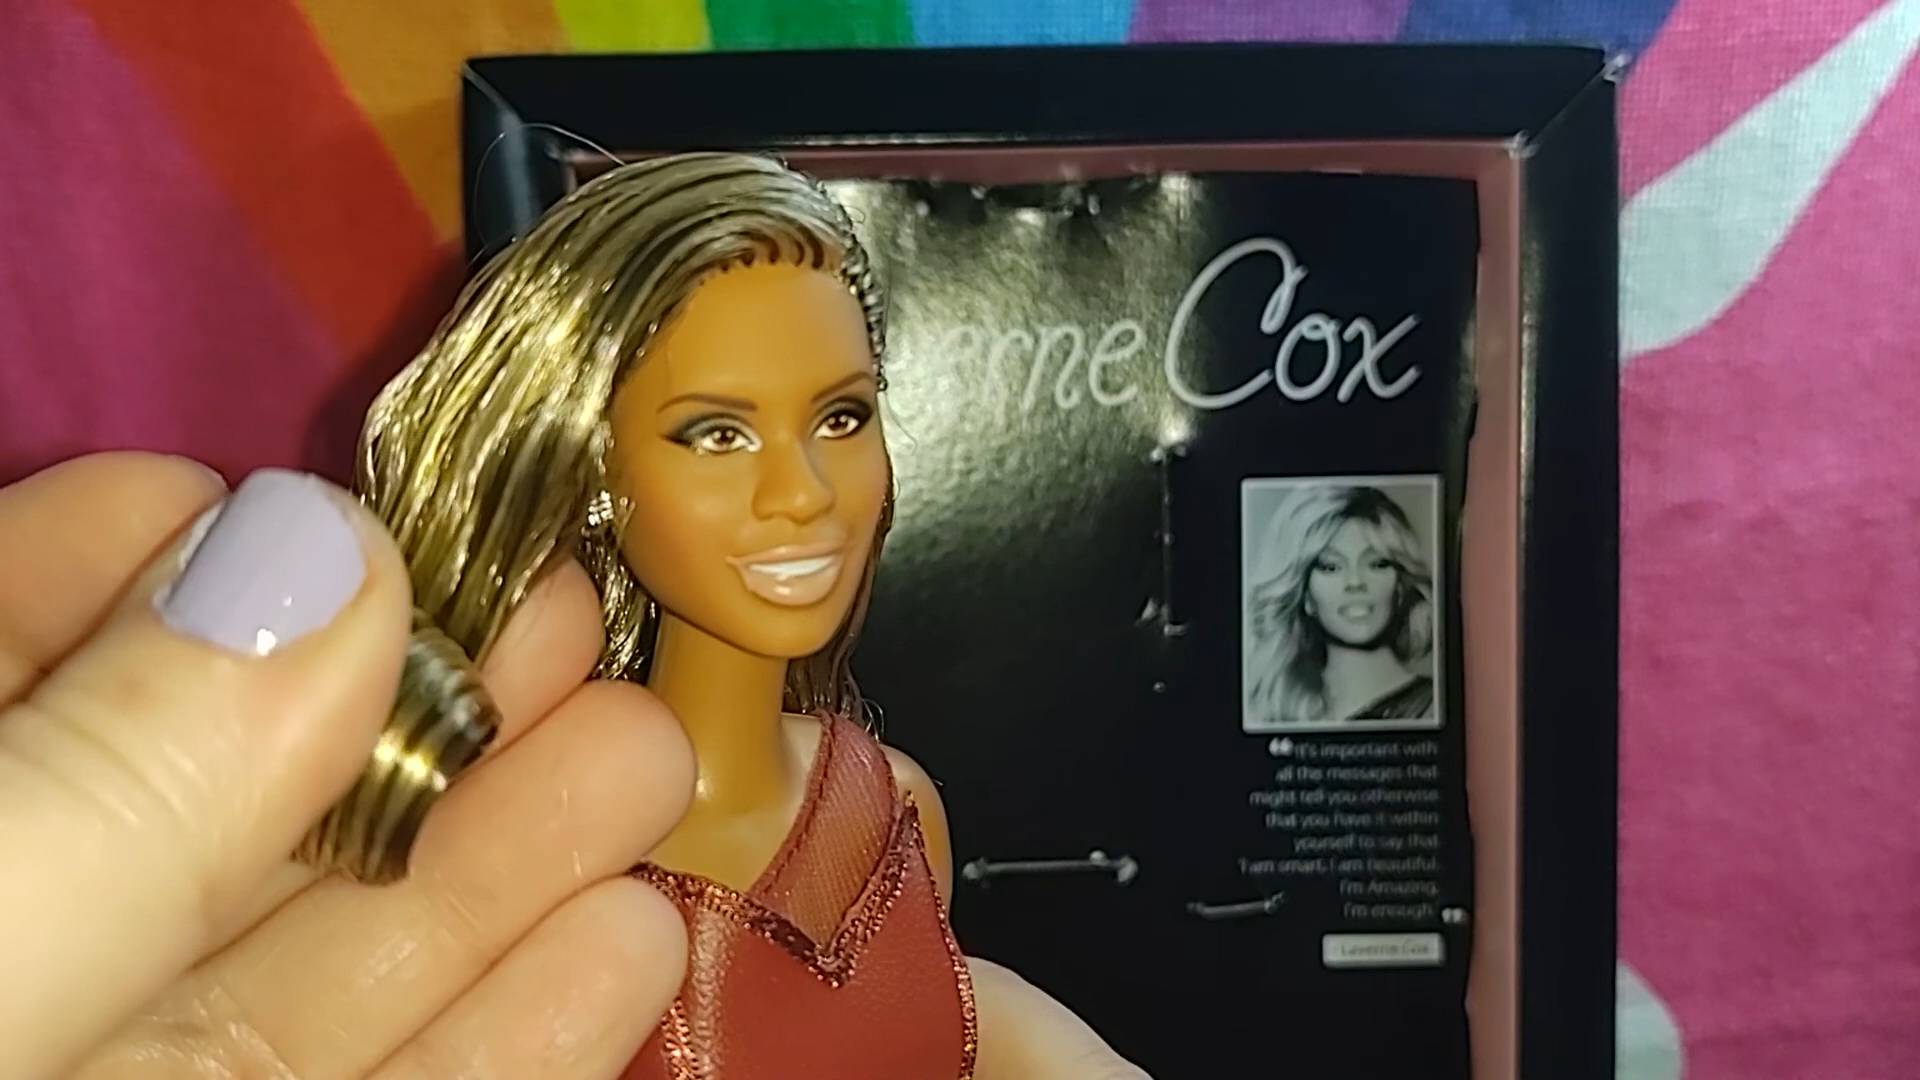 erne Cox
“It's important with
all the messages that
might tell you otherwise
that you have it within
yourself to say that
'I am smart, I am beautiful,
I'm Amazing,
I'm enough.'”
Laverne Cox